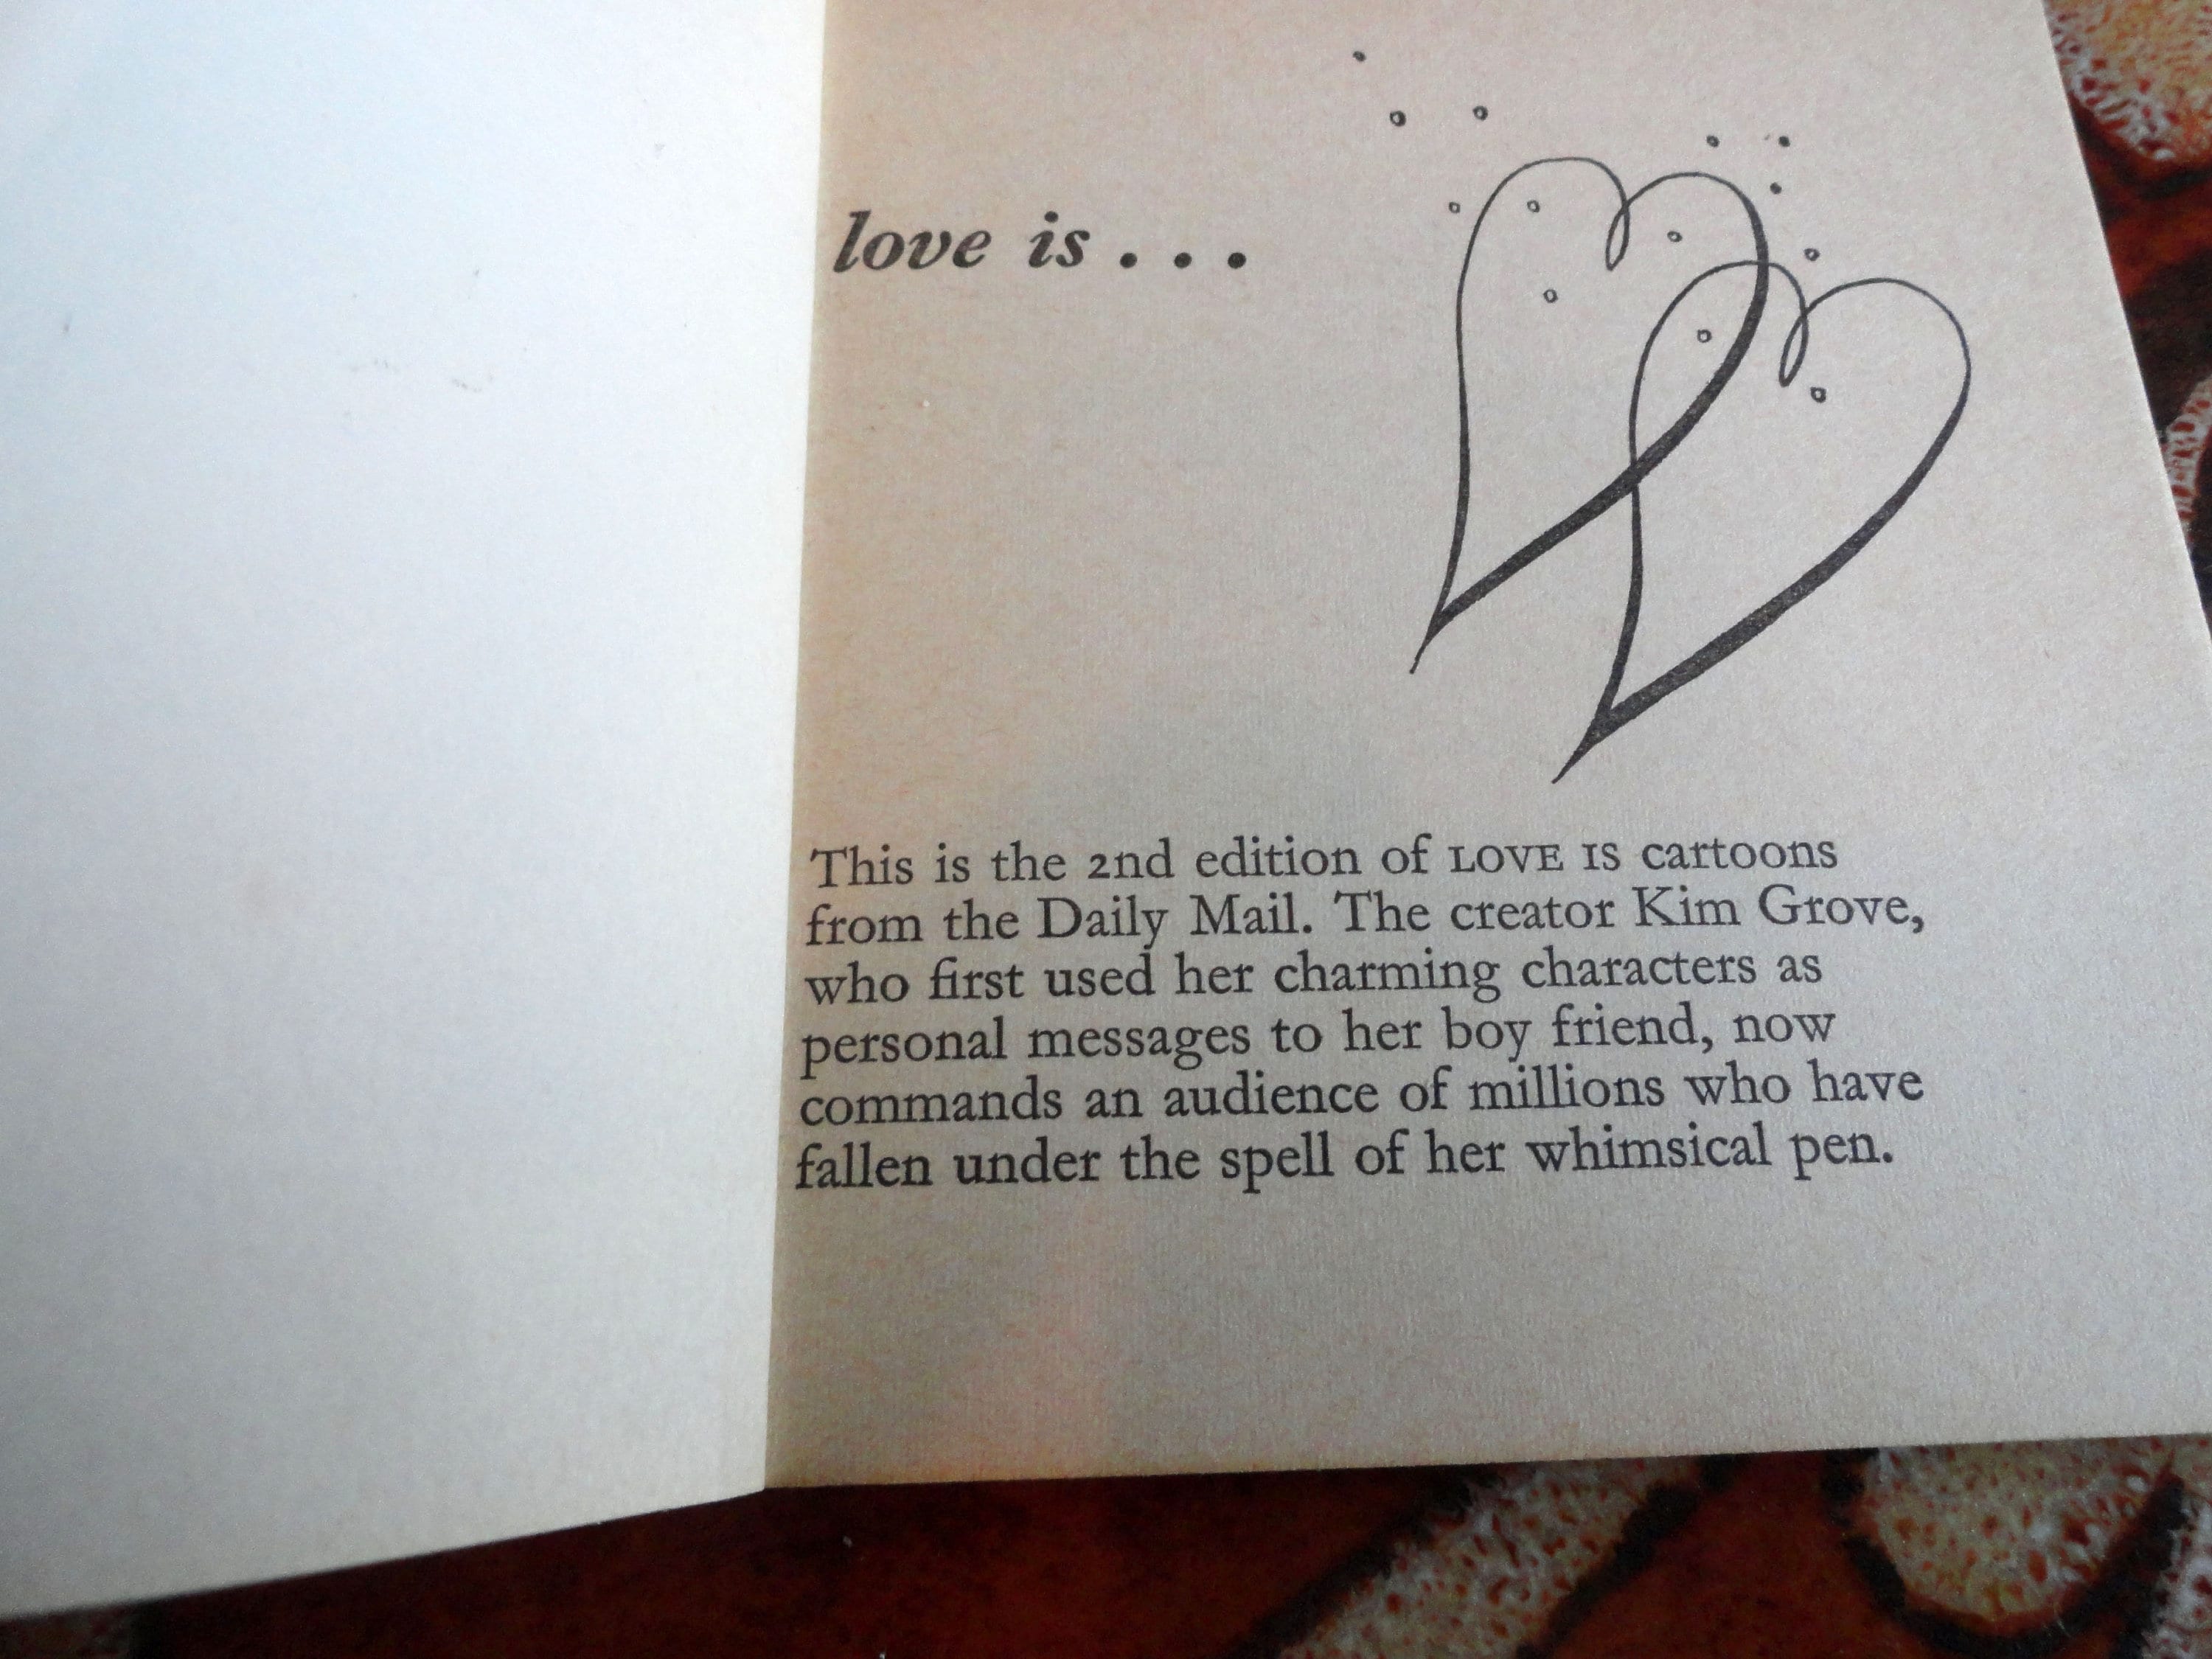 love is . . .
This is the 2nd edition of LOVE IS cartoons
from the Daily Mail. The creator Kim Grove,
who first used her charming characters as
personal messages to her boy friend, now
commands an audience of millions who have
fallen under the spell of her whimsical pen.